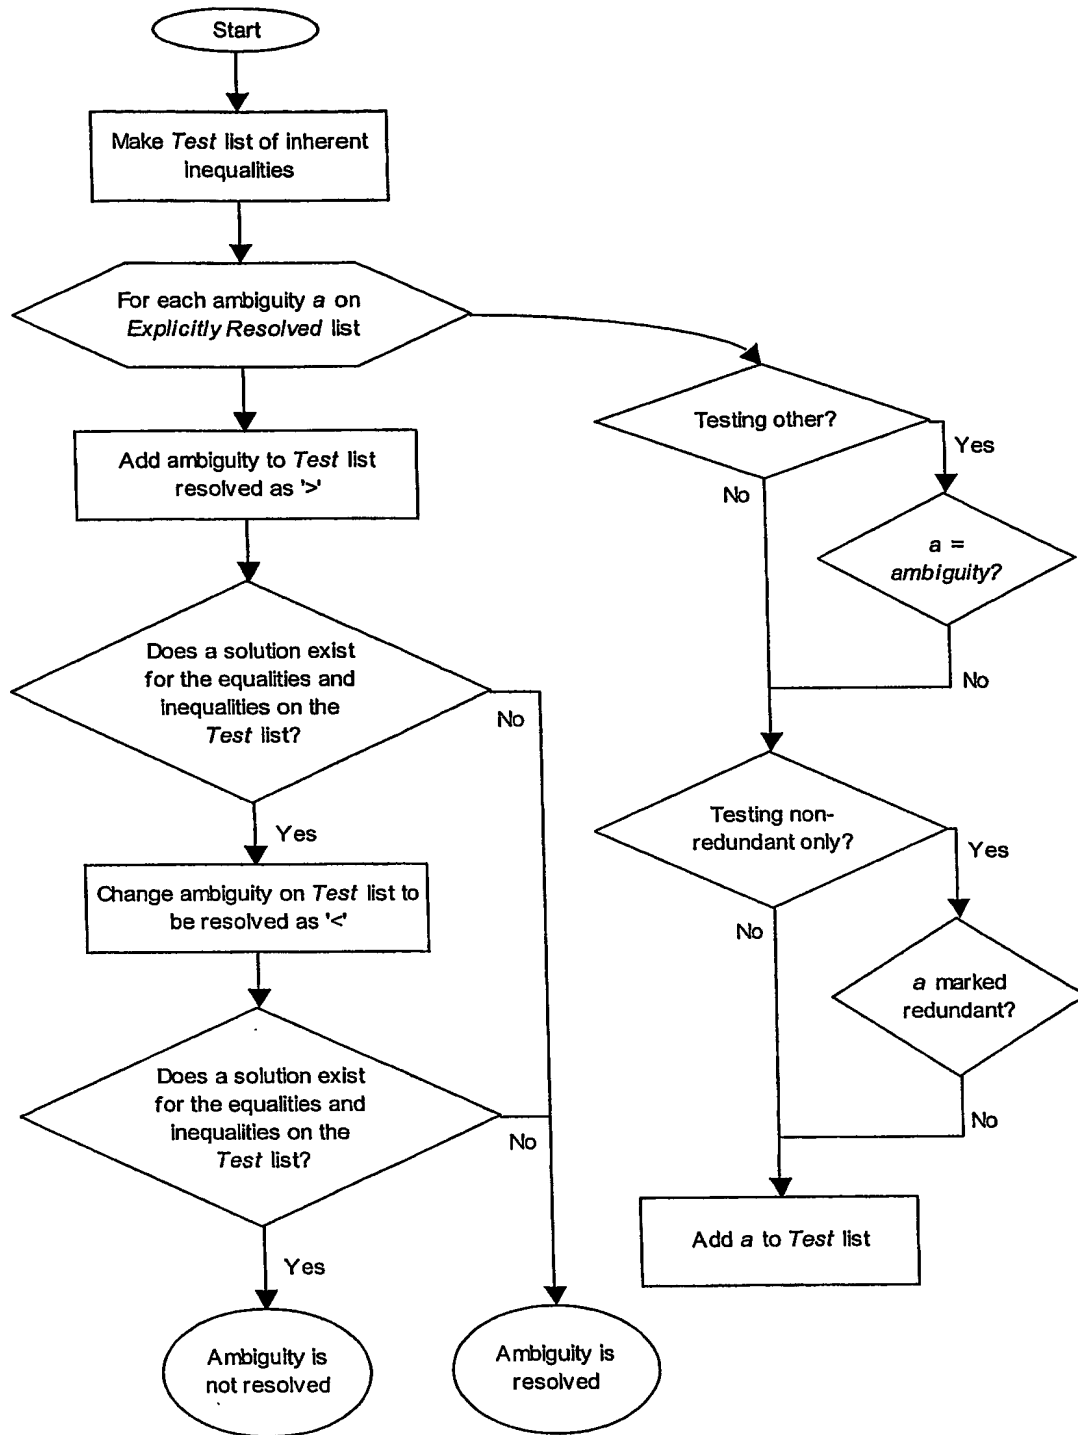 Start
Make Test list of inherent
inequalities
For each ambiguity a on
Explicitly Resolved list
Add ambiguity to Test list
resolved as '>'
Does a solution exist
for the equalities and
inequalities on the
Test list?
No
Yes
Change ambiguity on Test list to
be resolved as '<'
Does a solution exist
for the equalities and
inequalities on the
Test list?
No
Yes
Ambiguity is
not resolved
Ambiguity is
resolved
Testing other?
Yes
No
a =
ambiguity?
No
Testing non-
redundant only?
Yes
No
a marked
redundant?
No
Add a to Test list